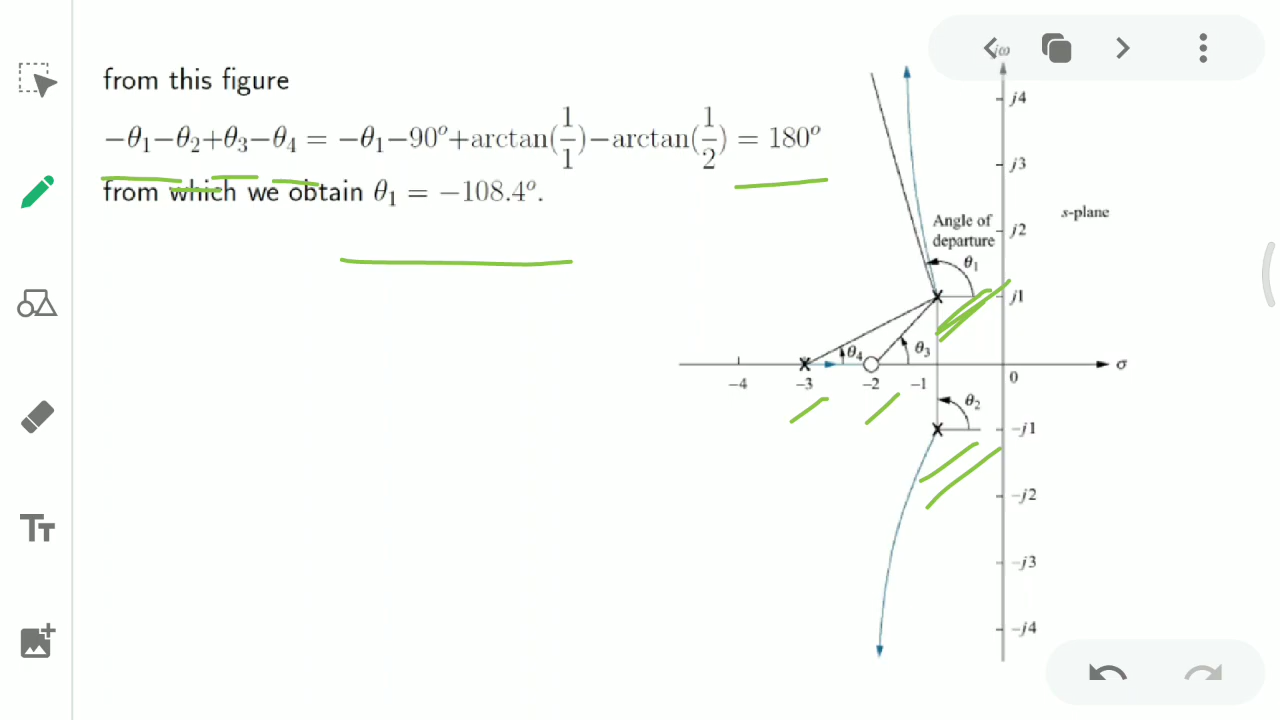 from this figure
−θ₁−θ₂+θ₃−θ₄ = −θ₁−90°+arctan(1/1)−arctan(1/2) = 180°
from which we obtain θ₁ = −108.4°.
jω
j4
j3
Angle of departure
s-plane
j2
θ₁
j1
θ₄
θ₃
σ
−4
−3
−2
−1
0
θ₂
−j1
−j2
−j3
−j4
TT